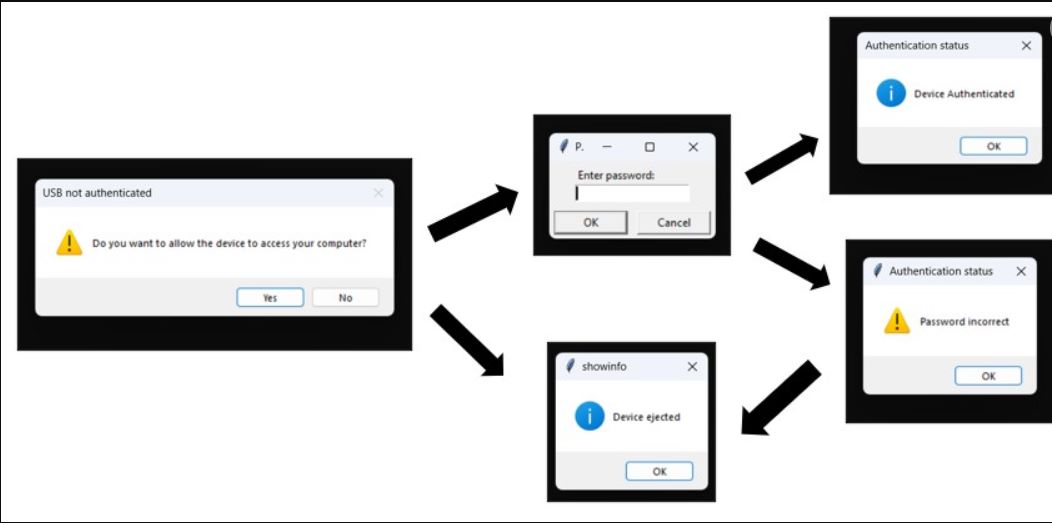 USB not authenticated
Do you want to allow the device to access your computer?
Yes
No
P.
Enter password:
OK
Cancel
Authentication status
Device Authenticated
OK
Authentication status
Password incorrect
OK
showinfo
Device ejected
OK